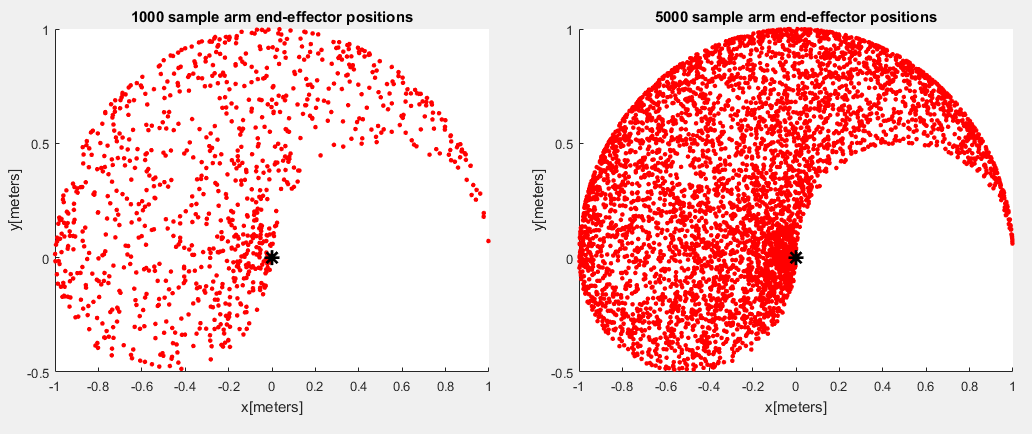 1000 sample arm end-effector positions
1
0.5
0
-0.5
y[meters]
-1 -0.8 -0.6 -0.4 -0.2 0 0.2 0.4 0.6 0.8 1
x[meters]
5000 sample arm end-effector positions
1
0.5
0
-0.5
y[meters]
-1 -0.8 -0.6 -0.4 -0.2 0 0.2 0.4 0.6 0.8 1
x[meters]